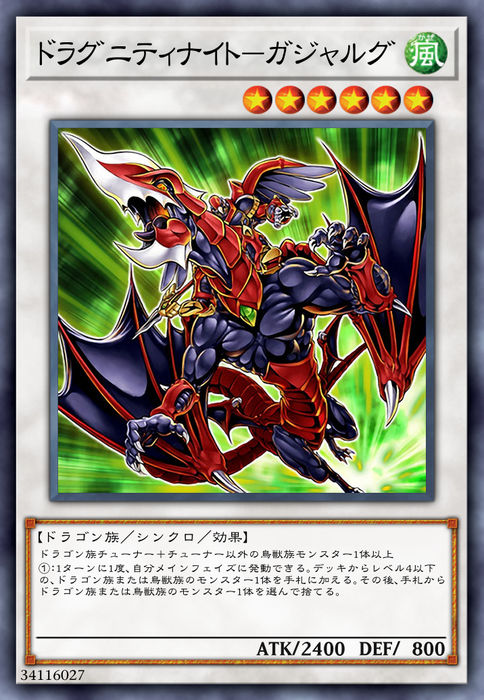 ドラグニティナイト－ガジャルグ
かぜ
風
【ドラゴン族／シンクロ／効果】
ドラゴン族チューナー＋チューナー以外の鳥獣族モンスター1体以上
①：1ターンに1度、自分メインフェイズに発動できる。デッキからレベル4以下
の、ドラゴン族または鳥獣族のモンスター1体を手札に加える。その後、手札から
ドラゴン族または鳥獣族のモンスター1体を選んで捨てる。
ATK/2400 DEF/ 800
34116027